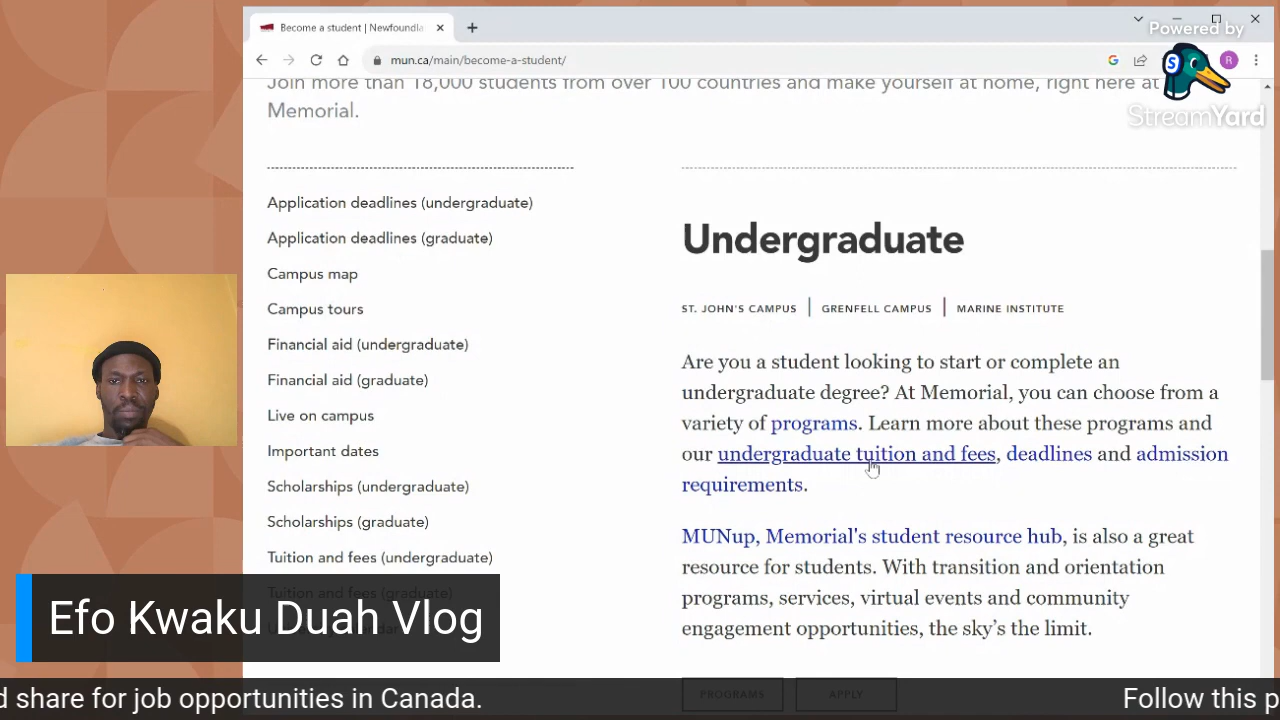 Become a student | Newfoundla
Powered by
mun.ca/main/become-a-student/
R
S
StreamYard
Join more than 18,000 students from over 100 countries and make yourself at home, right here at
Memorial.
Application deadlines (undergraduate)
Application deadlines (graduate)
Campus map
Campus tours
Financial aid (undergraduate)
Financial aid (graduate)
Live on campus
Important dates
Scholarships (undergraduate)
Scholarships (graduate)
Tuition and fees (undergraduate)
Tuition and fees (graduate)
Undergraduate
ST. JOHN'S CAMPUS | GRENFELL CAMPUS | MARINE INSTITUTE
Are you a student looking to start or complete an
undergraduate degree? At Memorial, you can choose from a
variety of programs. Learn more about these programs and
our undergraduate tuition and fees, deadlines and admission
requirements.
MUNup, Memorial's student resource hub, is also a great
resource for students. With transition and orientation
programs, services, virtual events and community
engagement opportunities, the sky's the limit.
PROGRAMS
APPLY
Efo Kwaku Duah Vlog
d share for job opportunities in Canada.
Follow this p